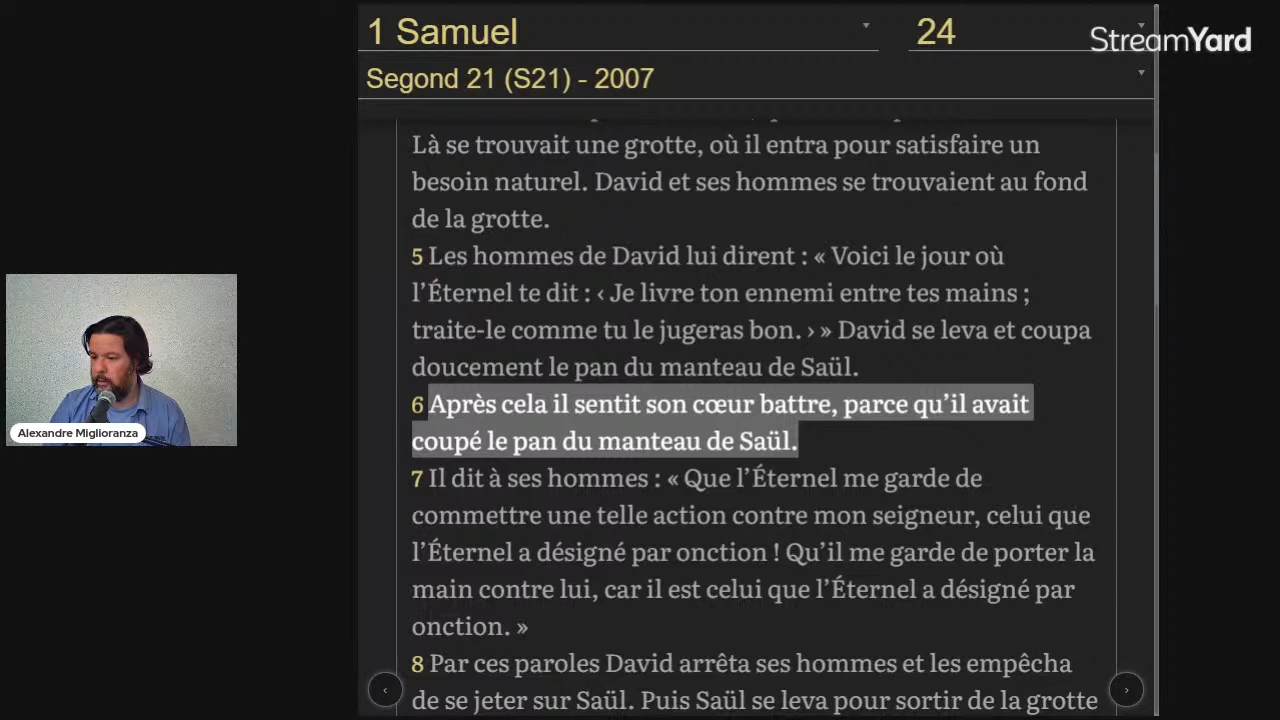 1 Samuel
24
StreamYard
Segond 21 (S21) - 2007
Là se trouvait une grotte, où il entra pour satisfaire un
besoin naturel. David et ses hommes se trouvaient au fond
de la grotte.
5 Les hommes de David lui dirent : « Voici le jour où
l’Éternel te dit : ‹ Je livre ton ennemi entre tes mains ;
traite-le comme tu le jugeras bon. › » David se leva et coupa
doucement le pan du manteau de Saül.
6 Après cela il sentit son cœur battre, parce qu’il avait
coupé le pan du manteau de Saül.
7 Il dit à ses hommes : « Que l’Éternel me garde de
commettre une telle action contre mon seigneur, celui que
l’Éternel a désigné par onction ! Qu’il me garde de porter la
main contre lui, car il est celui que l’Éternel a désigné par
onction. »
8 Par ces paroles David arrêta ses hommes et les empêcha
de se jeter sur Saül. Puis Saül se leva pour sortir de la grotte
Alexandre Miglioranza